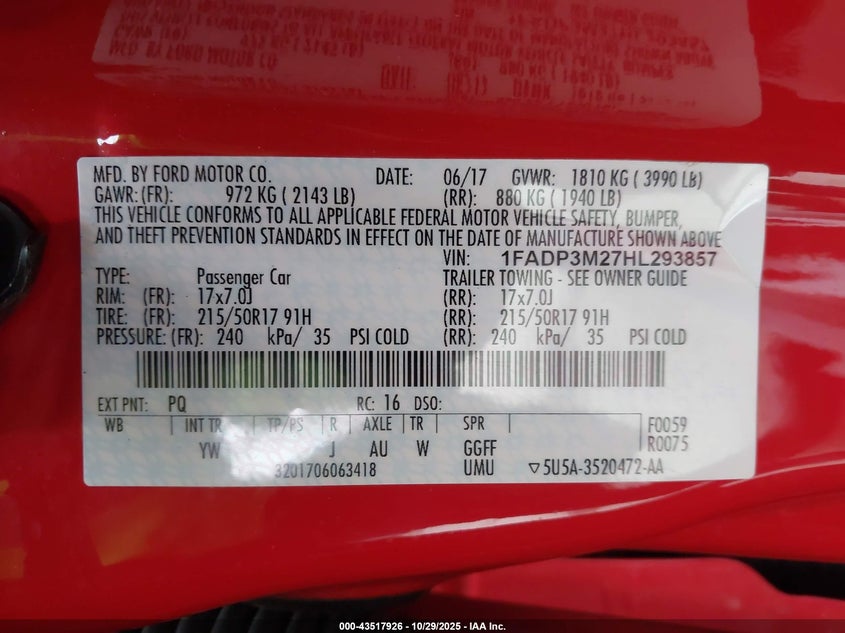 MFD. BY FORD MOTOR CO. DATE: 06/17 GVWR: 1810 KG ( 3990 LB)
GAWR: (FR): 972 KG ( 2143 LB) (RR): 880 KG ( 1940 LB)
THIS VEHICLE CONFORMS TO ALL APPLICABLE FEDERAL MOTOR VEHICLE SAFETY, BUMPER,
AND THEFT PREVENTION STANDARDS IN EFFECT ON THE DATE OF MANUFACTURE SHOWN ABOVE
VIN: 1FADP3M27HL293857
TYPE: Passenger Car TRAILER TOWING - SEE OWNER GUIDE
RIM: (FR): 17x7.0J (RR): 17x7.0J
TIRE: (FR): 215/50R17 91H (RR): 215/50R17 91H
PRESSURE: (FR): 240 kPa/ 35 PSI COLD (RR): 240 kPa/ 35 PSI COLD
EXT PNT: PQ RC: 16 DSO:
WB INT TR TP/PS R AXLE TR SPR F0059
YW J AU W GGFF R0075
3201706063418 UMU ▽5U5A-3520472-AA
000-43517926 - 10/29/2025 - IAA Inc.